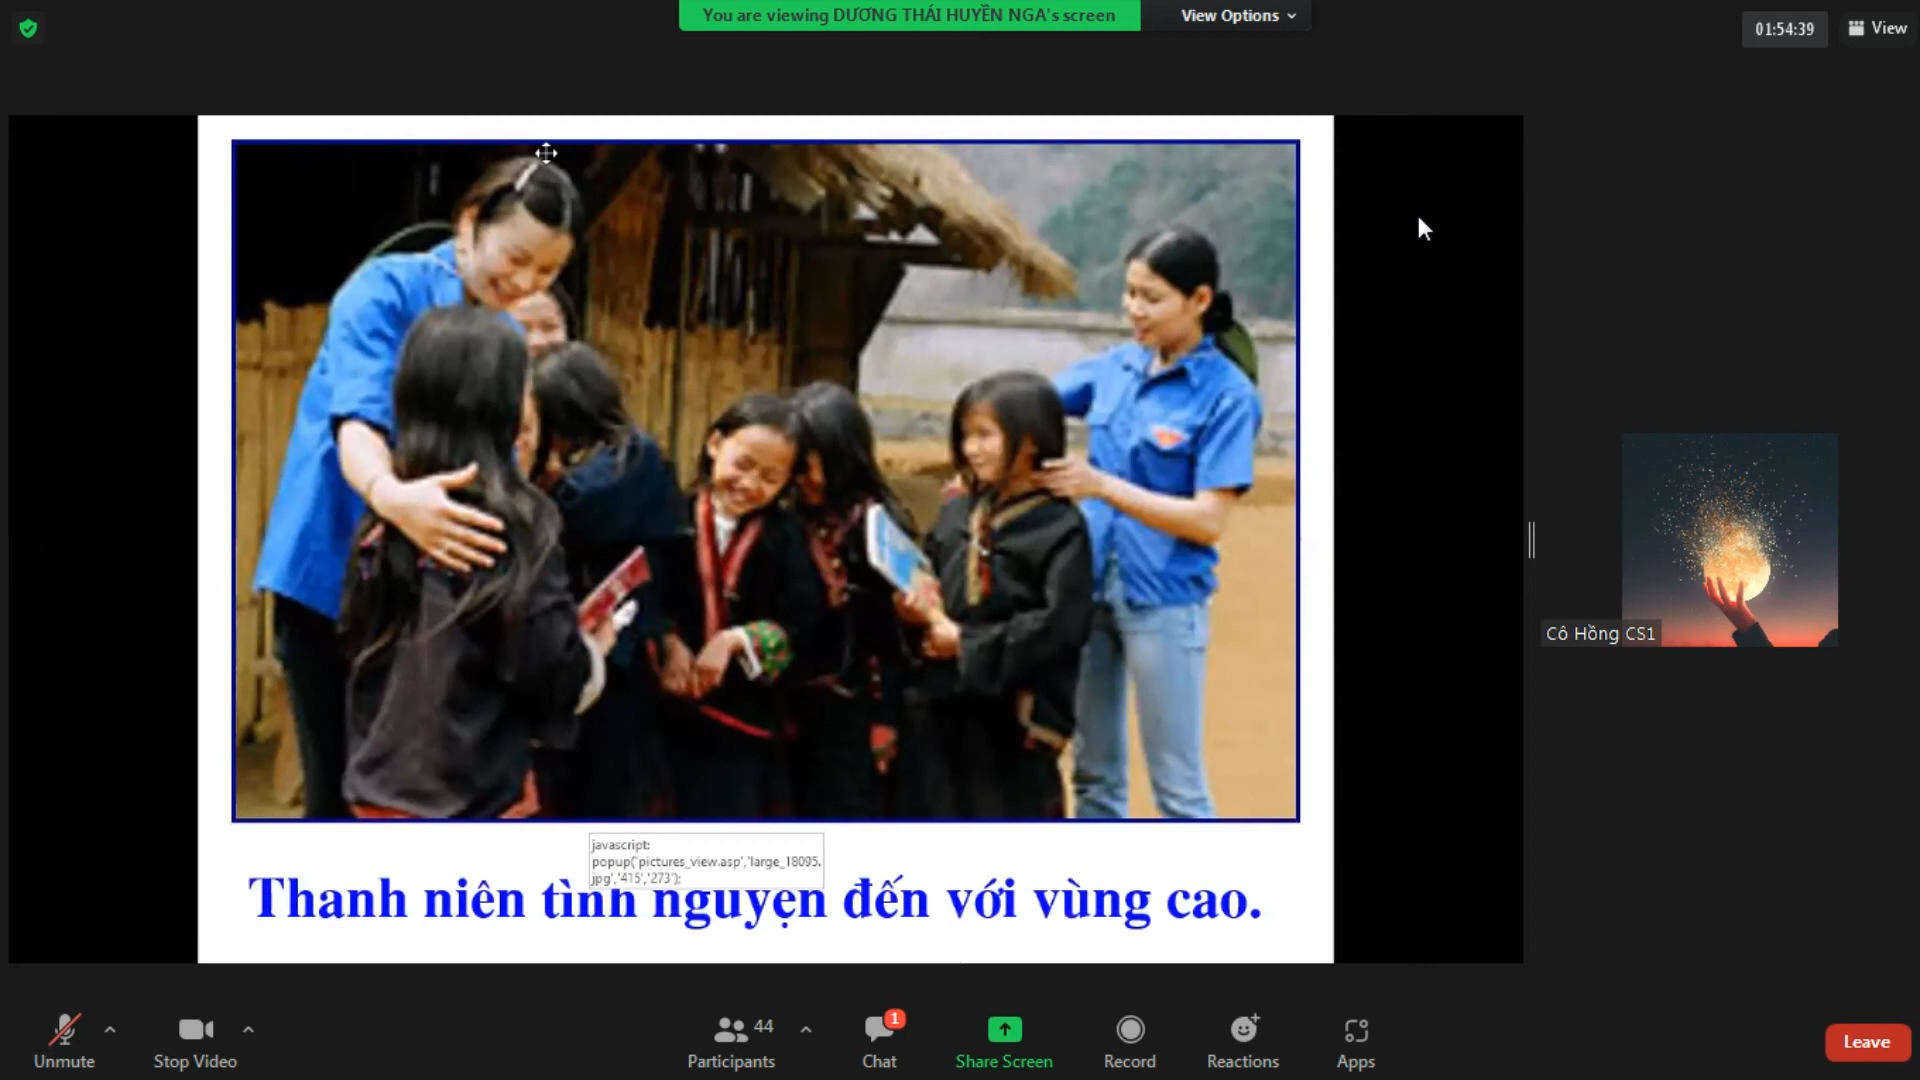 You are viewing DƯƠNG THÁI HUYỀN NGA's screen
View Options
01:54:39
View
Cô Hồng CS1
javascript:
popup('pictures_view.asp','large_18095.
jpg','415','273');
Thanh niên tình nguyện đến với vùng cao.
Unmute
Stop Video
44
Participants
1
Chat
Share Screen
Record
Reactions
Apps
Leave